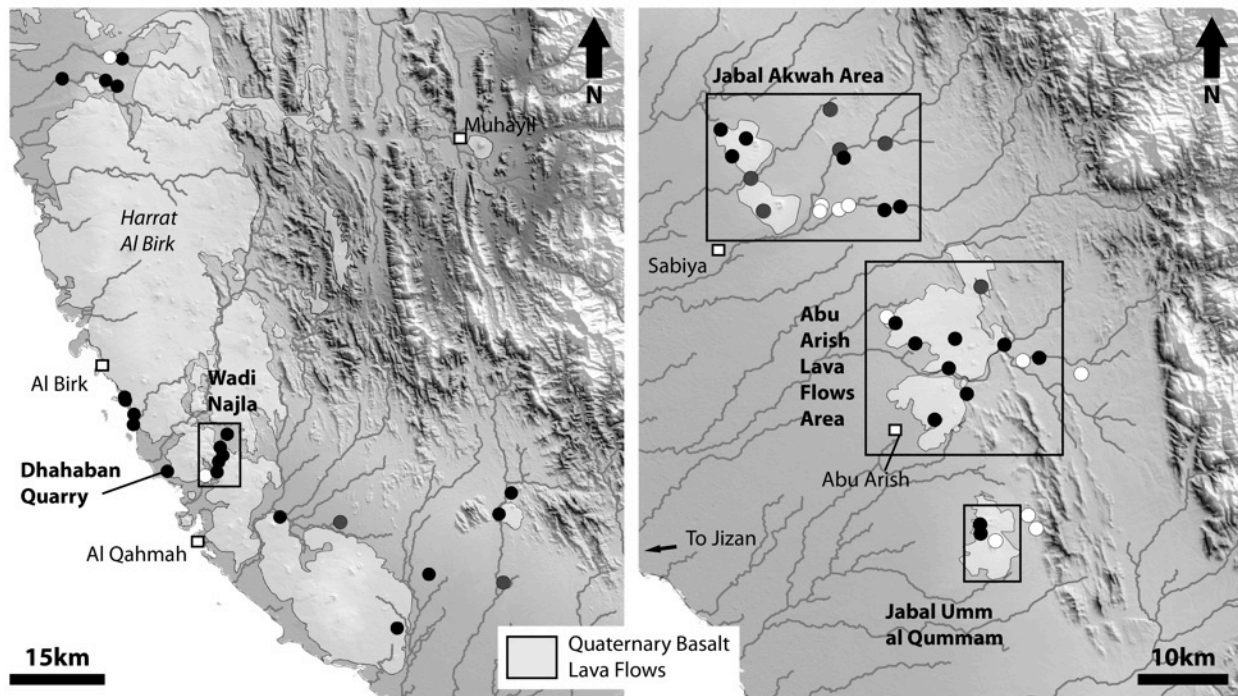 N
Muhayil
Harrat
Al Birk
Al Birk
Wadi
Najla
Dhahaban
Quarry
Al Qahmah
15km
Quaternary Basalt
Lava Flows
N
Jabal Akwah Area
Sabiya
Abu
Arish
Lava
Flows
Area
Abu Arish
To Jizan
Jabal Umm
al Qummam
10km